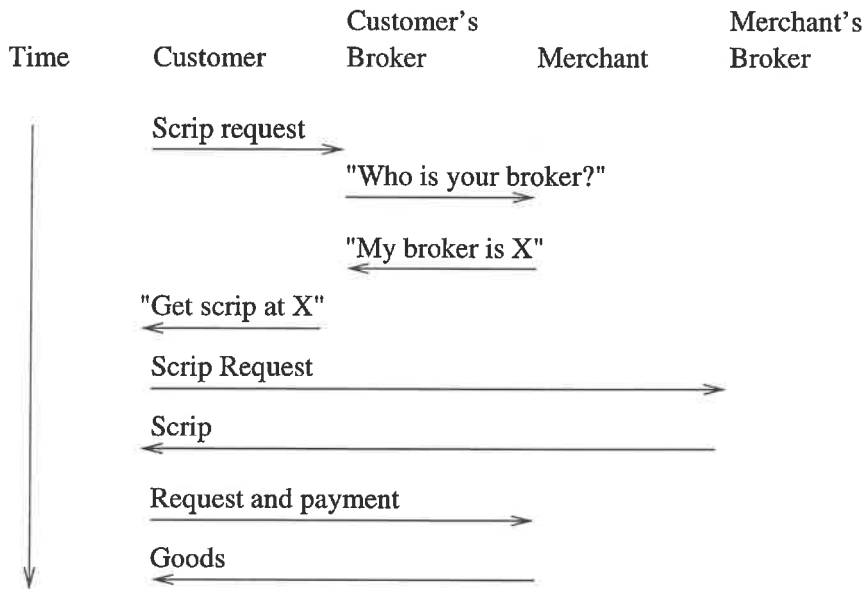 Time
Customer
Customer's
Broker
Merchant
Merchant's
Broker
Scrip request
"Who is your broker?"
"My broker is X"
"Get scrip at X"
Scrip Request
Scrip
Request and payment
Goods